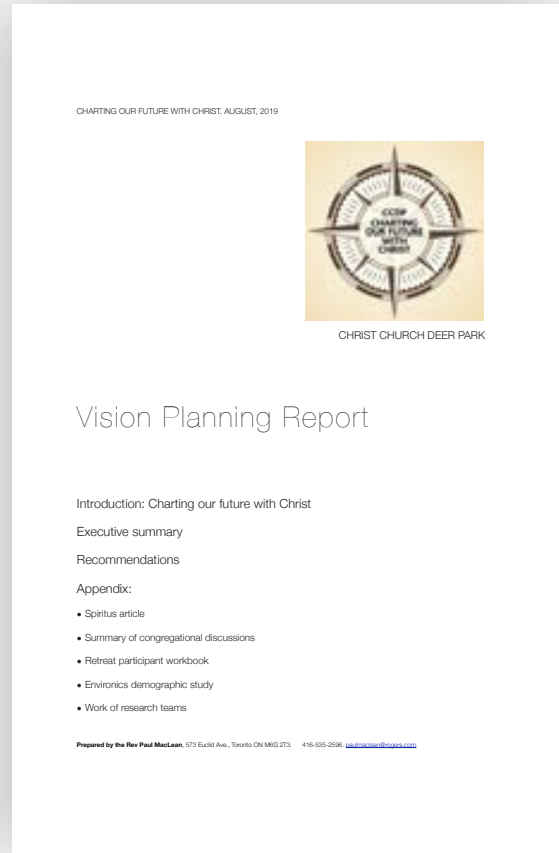 CHARTING OUR FUTURE WITH CHRIST. AUGUST, 2019
CCDP
CHARTING
OUR FUTURE
WITH
CHRIST
CHRIST CHURCH DEER PARK
Vision Planning Report
Introduction: Charting our future with Christ
Executive summary
Recommendations
Appendix:
• Spiritus article
• Summary of congregational discussions
• Retreat participant workbook
• Environics demographic study
• Work of research teams
Prepared by the Rev Paul MacLean, 573 Euclid Ave., Toronto ON M6G 2T3. 416-535-2596. paulmaclean@rogers.com